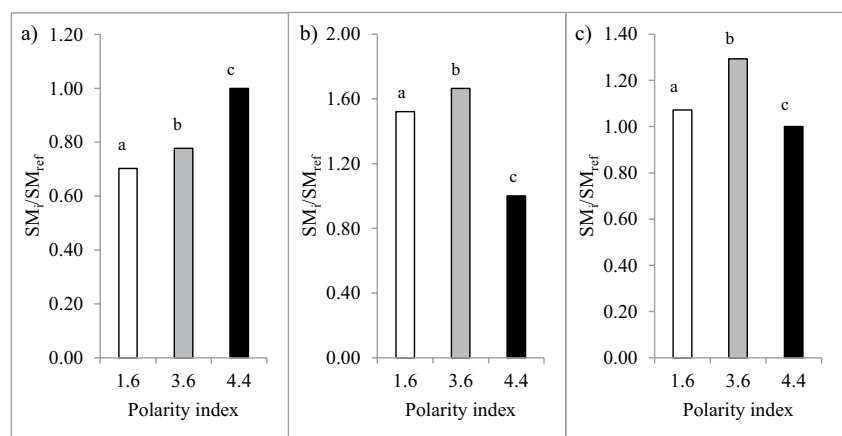 a)
1.20
1.00
0.80
0.60
0.40
0.20
0.00
SMi/SMref
a
b
c
1.6 3.6 4.4
Polarity index
b)
2.00
1.60
1.20
0.80
0.40
0.00
SMi/SMref
a
b
c
1.6 3.6 4.4
Polarity index
c)
1.40
1.20
1.00
0.80
0.60
0.40
0.20
0.00
SMi/SMref
a
b
c
1.6 3.6 4.4
Polarity index